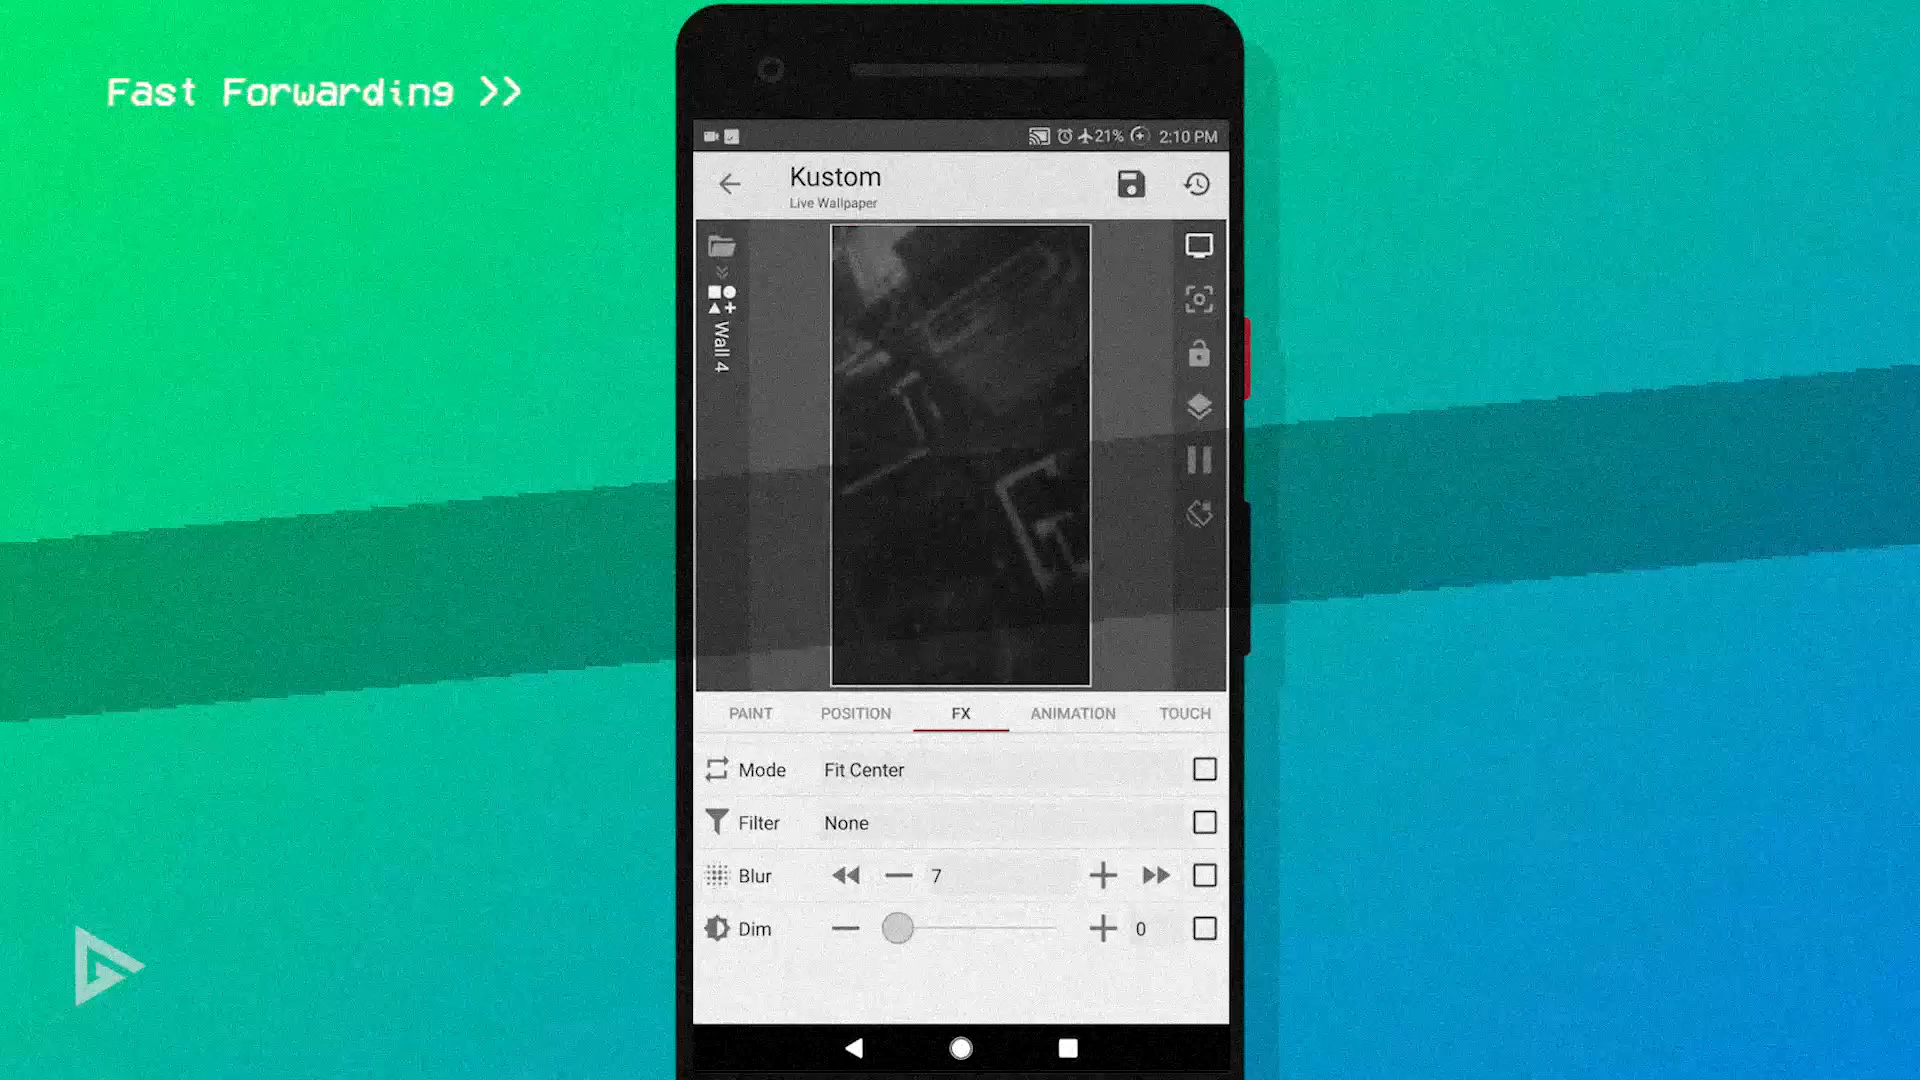 Fast Forwarding >>
21% 2:10 PM
Kustom
Live Wallpaper
Wall 4
PAINT POSITION FX ANIMATION TOUCH
Mode Fit Center
Filter None
Blur 7
Dim 0